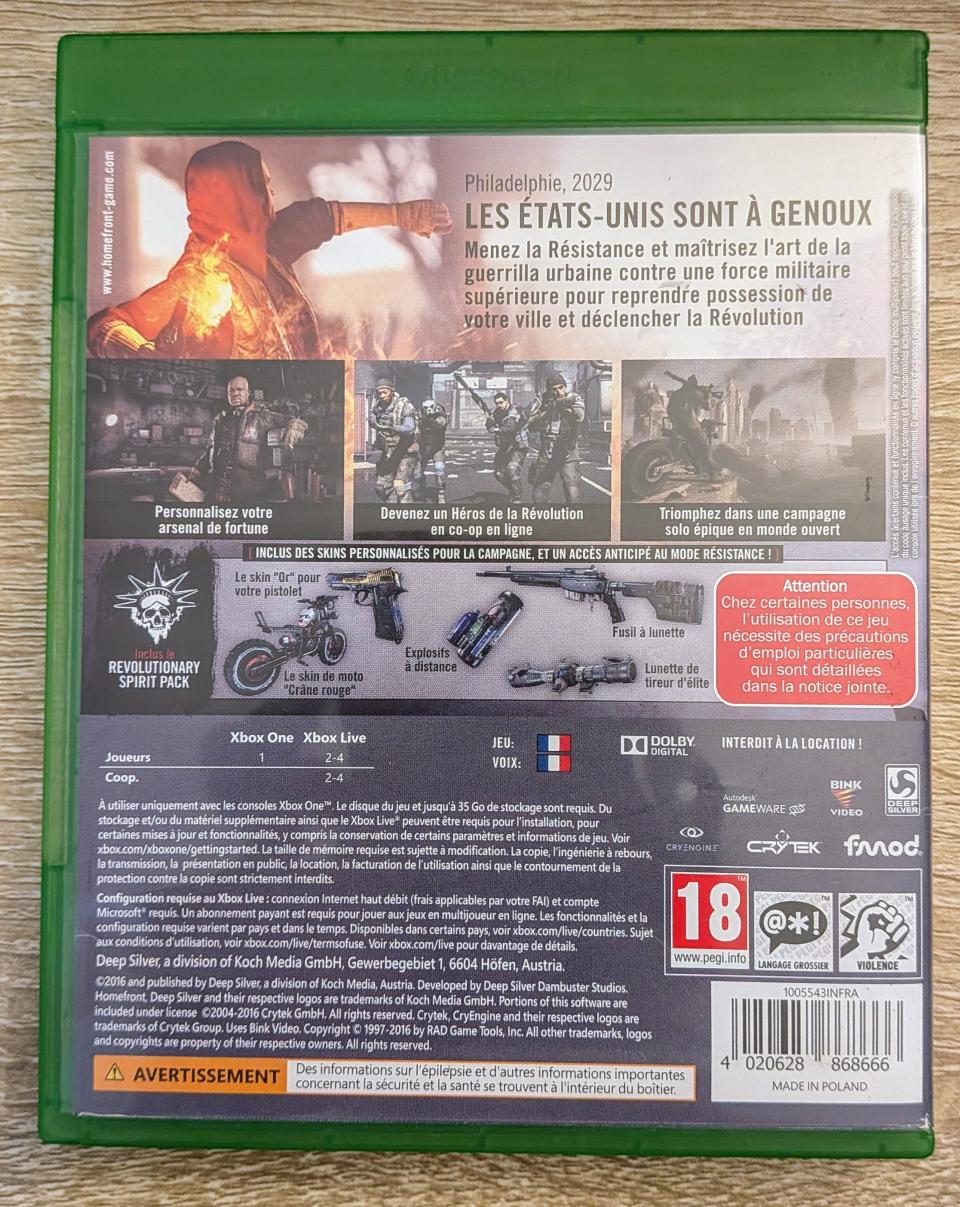 www.homefront-game.com
Philadelphie, 2029
LES ÉTATS-UNIS SONT À GENOUX
Menez la Résistance et maîtrisez l'art de la
guerrilla urbaine contre une force militaire
supérieure pour reprendre possession de
votre ville et déclencher la Révolution
Personnalisez votre
arsenal de fortune
Devenez un Héros de la Révolution
en co-op en ligne
Triomphez dans une campagne
solo épique en monde ouvert
[ INCLUS DES SKINS PERSONNALISÉS POUR LA CAMPAGNE, ET UN ACCÈS ANTICIPÉ AU MODE RÉSISTANCE ! ]
Inclus le
REVOLUTIONARY
SPIRIT PACK
Le skin "Or" pour
votre pistolet
Le skin de moto
"Crâne rouge"
Explosifs
à distance
Fusil à lunette
Lunette de
tireur d'élite
Attention
Chez certaines personnes,
l'utilisation de ce jeu
nécessite des précautions
d'emploi particulières
qui sont détaillées
dans la notice jointe.
Xbox One Xbox Live
Joueurs 1 2-4
Coop. 2-4
JEU:
VOIX:
DOLBY
DIGITAL
INTERDIT À LA LOCATION !
Autodesk
GAMEWARE
BINK
VIDEO
DEEP
SILVER
CRYENGINE
CRYTEK
fmod
À utiliser uniquement avec les consoles Xbox One™. Le disque du jeu et jusqu'à 35 Go de stockage sont requis. Du
stockage et/ou du matériel supplémentaire ainsi que le Xbox Live® peuvent être requis pour l'installation, pour
certaines mises à jour et fonctionnalités, y compris la conservation de certains paramètres et informations de jeu. Voir
xbox.com/xboxone/gettingstarted. La taille de mémoire requise est sujette à modification. La copie, l'ingénierie à rebours,
la transmission, la présentation en public, la location, la facturation de l'utilisation ainsi que le contournement de la
protection contre la copie sont strictement interdits.
Configuration requise au Xbox Live : connexion Internet haut débit (frais applicables par votre FAI) et compte
Microsoft® requis. Un abonnement payant est requis pour jouer aux jeux en multijoueur en ligne. Les fonctionnalités et la
configuration requise varient par pays et dans le temps. Disponibles dans certains pays, voir xbox.com/live/countries. Sujet
aux conditions d'utilisation, voir xbox.com/live/termsofuse. Voir xbox.com/live pour davantage de détails.
Deep Silver, a division of Koch Media GmbH, Gewerbegebiet 1, 6604 Höfen, Austria.
©2016 and published by Deep Silver, a division of Koch Media, Austria. Developed by Deep Silver Dambuster Studios.
Homefront, Deep Silver and their respective logos are trademarks of Koch Media GmbH. Portions of this software are
included under license ©2004-2016 Crytek GmbH. All rights reserved. Crytek, CryEngine and their respective logos are
trademarks of Crytek Group. Uses Bink Video. Copyright © 1997-2016 by RAD Game Tools, Inc. All other trademarks, logos
and copyrights are property of their respective owners. All rights reserved.
18
www.pegi.info
@*!
LANGAGE GROSSIER
VIOLENCE
1005543INFRA
4 020628 868666
MADE IN POLAND
AVERTISSEMENT
Des informations sur l'épilepsie et d'autres informations importantes
concernant la sécurité et la santé se trouvent à l'intérieur du boîtier.